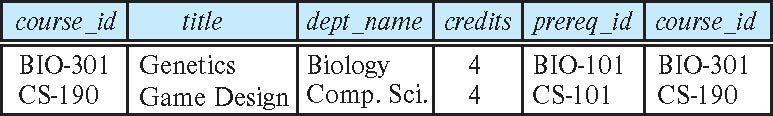 course_id title dept_name credits prereq_id course_id
BIO-301 Genetics Biology 4 BIO-101 BIO-301
CS-190 Game Design Comp. Sci. 4 CS-101 CS-190